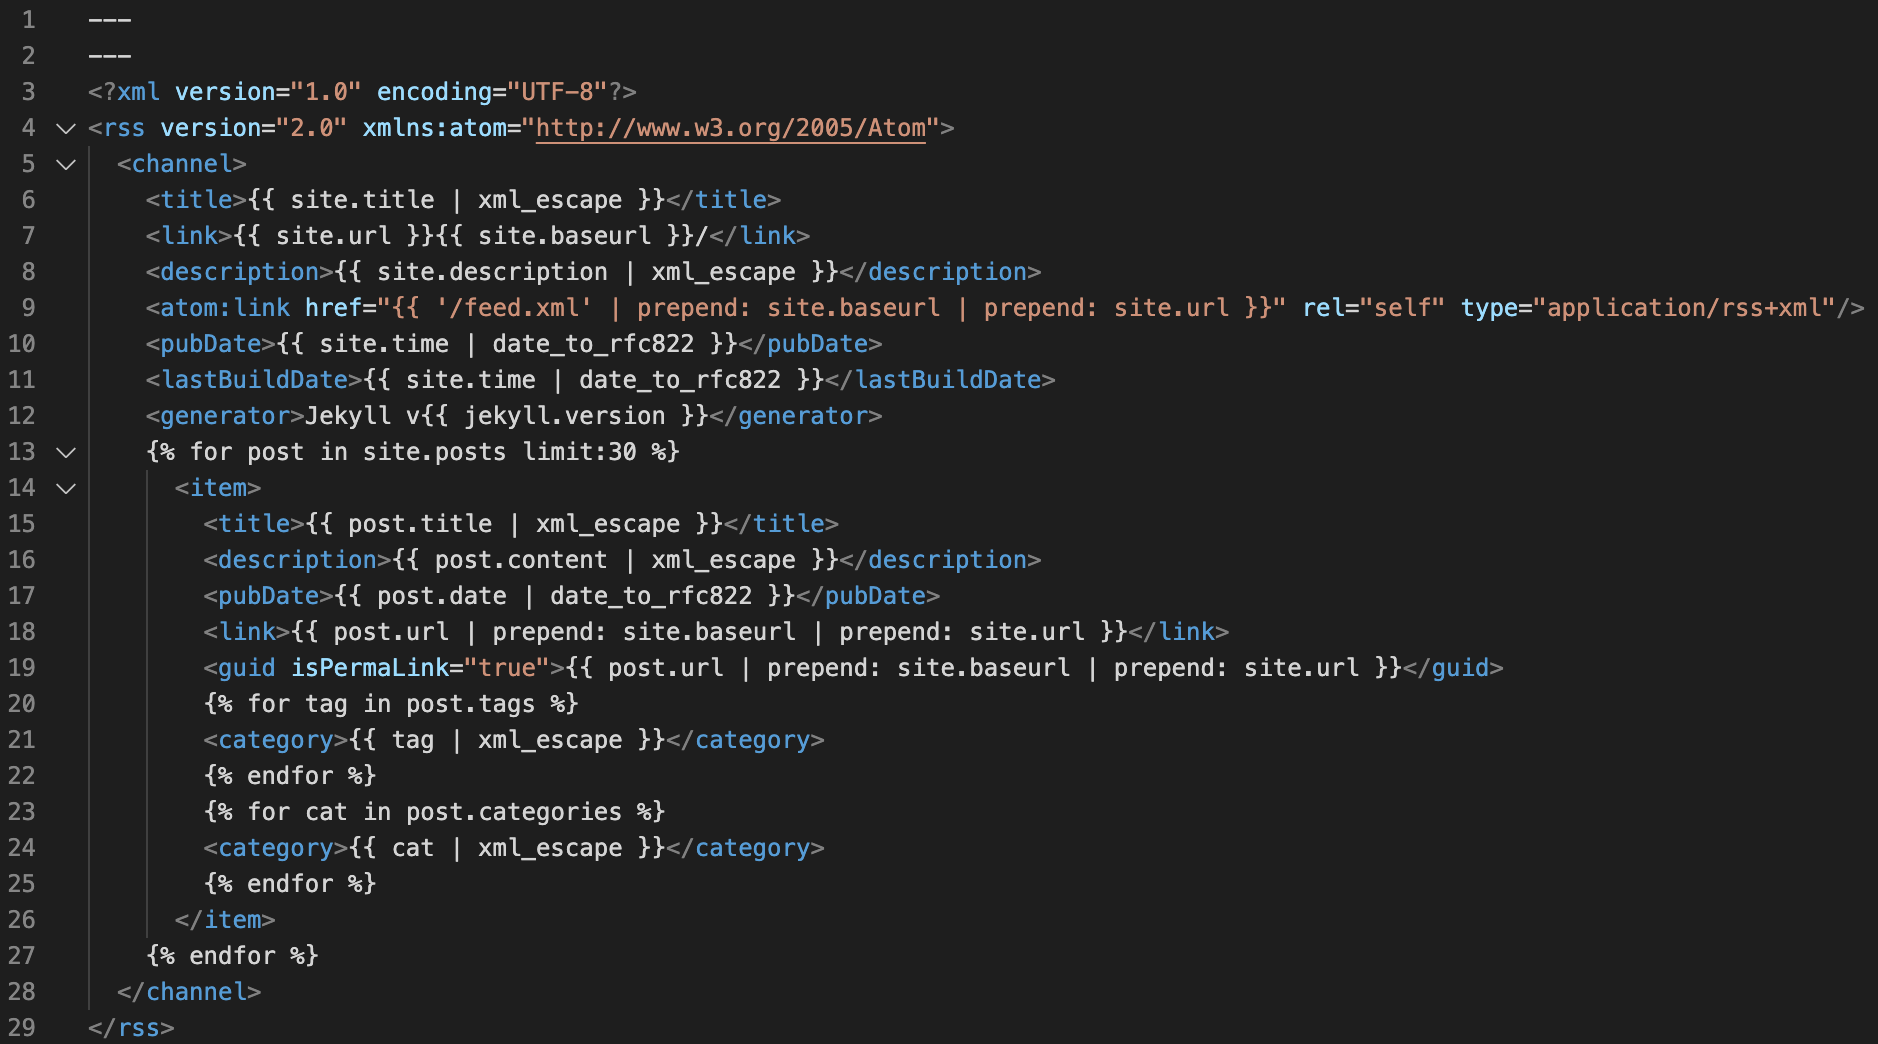 1 ---
2 ---
3 <?xml version="1.0" encoding="UTF-8"?>
4 <rss version="2.0" xmlns:atom="http://www.w3.org/2005/Atom">
5   <channel>
6     <title>{{ site.title | xml_escape }}</title>
7     <link>{{ site.url }}{{ site.baseurl }}/</link>
8     <description>{{ site.description | xml_escape }}</description>
9     <atom:link href="{{ '/feed.xml' | prepend: site.baseurl | prepend: site.url }}" rel="self" type="application/rss+xml"/>
10     <pubDate>{{ site.time | date_to_rfc822 }}</pubDate>
11     <lastBuildDate>{{ site.time | date_to_rfc822 }}</lastBuildDate>
12     <generator>Jekyll v{{ jekyll.version }}</generator>
13     {% for post in site.posts limit:30 %}
14       <item>
15         <title>{{ post.title | xml_escape }}</title>
16         <description>{{ post.content | xml_escape }}</description>
17         <pubDate>{{ post.date | date_to_rfc822 }}</pubDate>
18         <link>{{ post.url | prepend: site.baseurl | prepend: site.url }}</link>
19         <guid isPermaLink="true">{{ post.url | prepend: site.baseurl | prepend: site.url }}</guid>
20         {% for tag in post.tags %}
21         <category>{{ tag | xml_escape }}</category>
22         {% endfor %}
23         {% for cat in post.categories %}
24         <category>{{ cat | xml_escape }}</category>
25         {% endfor %}
26       </item>
27     {% endfor %}
28   </channel>
29 </rss>